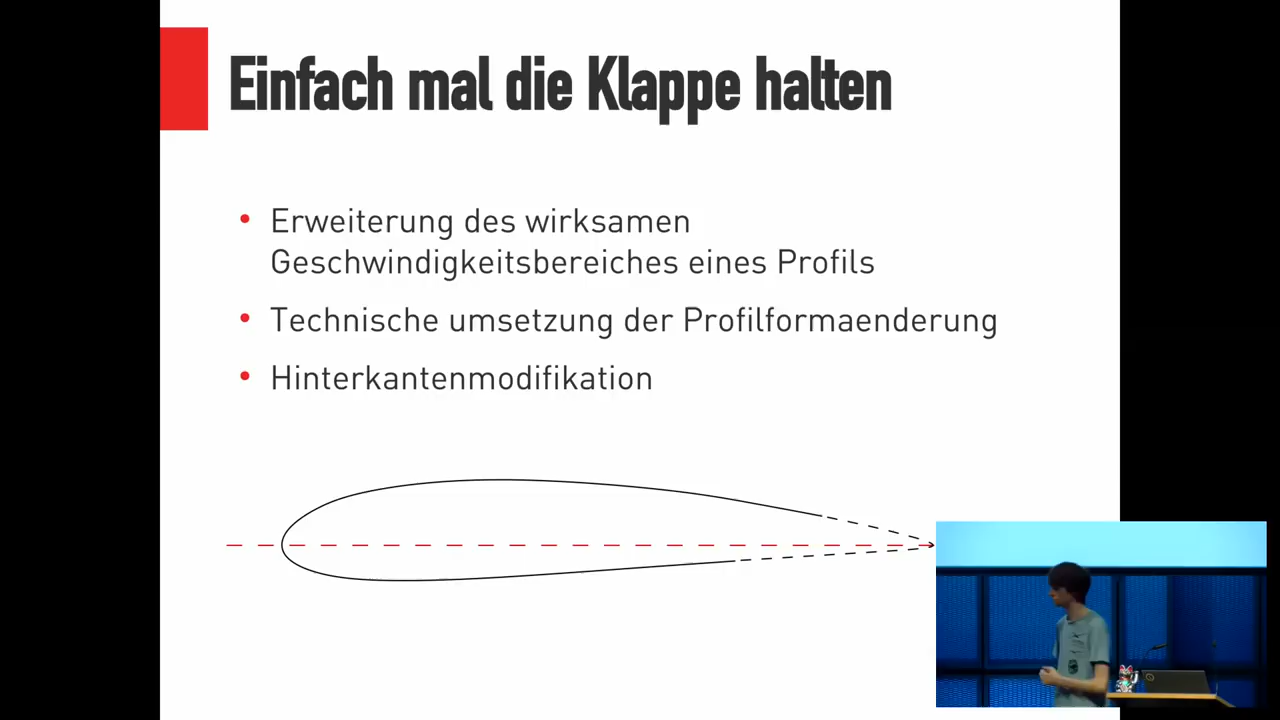 Einfach mal die Klappe halten
Erweiterung des wirksamen
Geschwindigkeitsbereiches eines Profils
Technische umsetzung der Profilformaenderung
Hinterkantenmodifikation